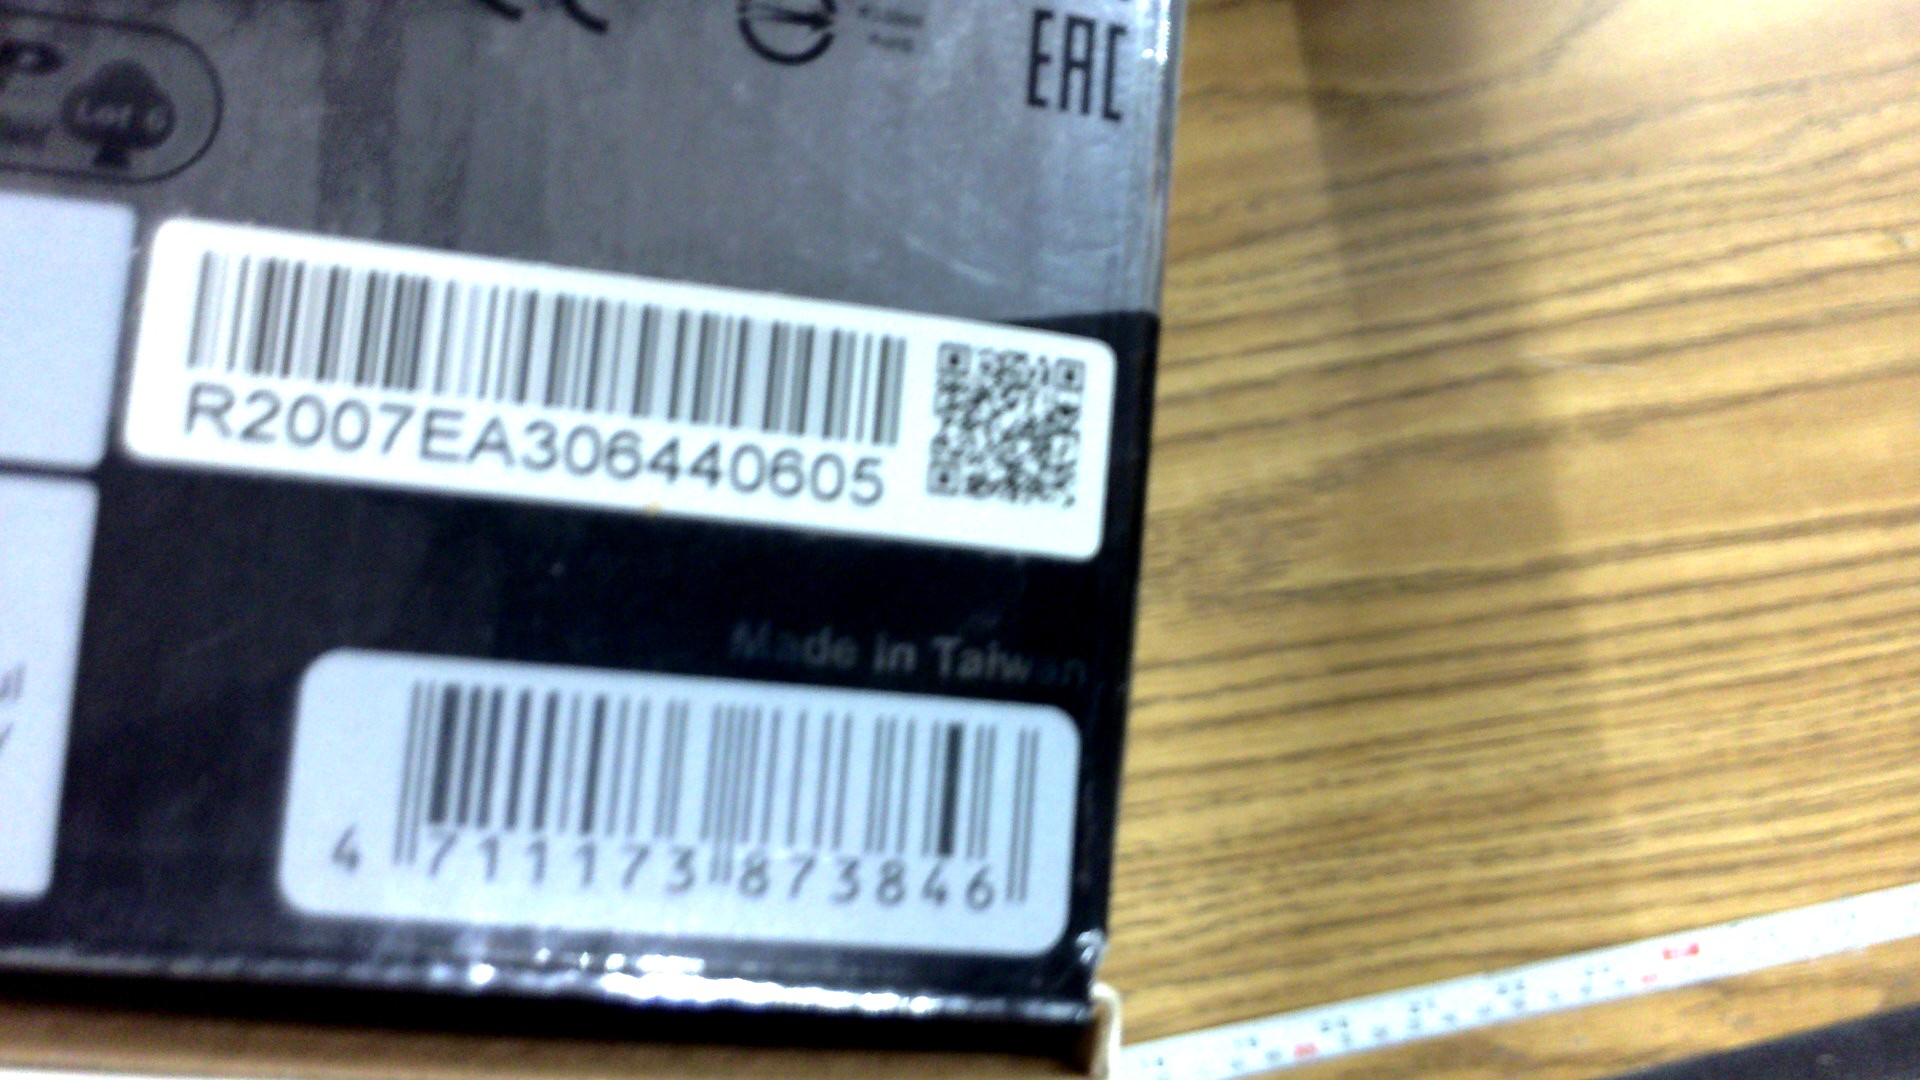 EAC
R2007EA306440605
Made in Taiwan
4 711173 873846